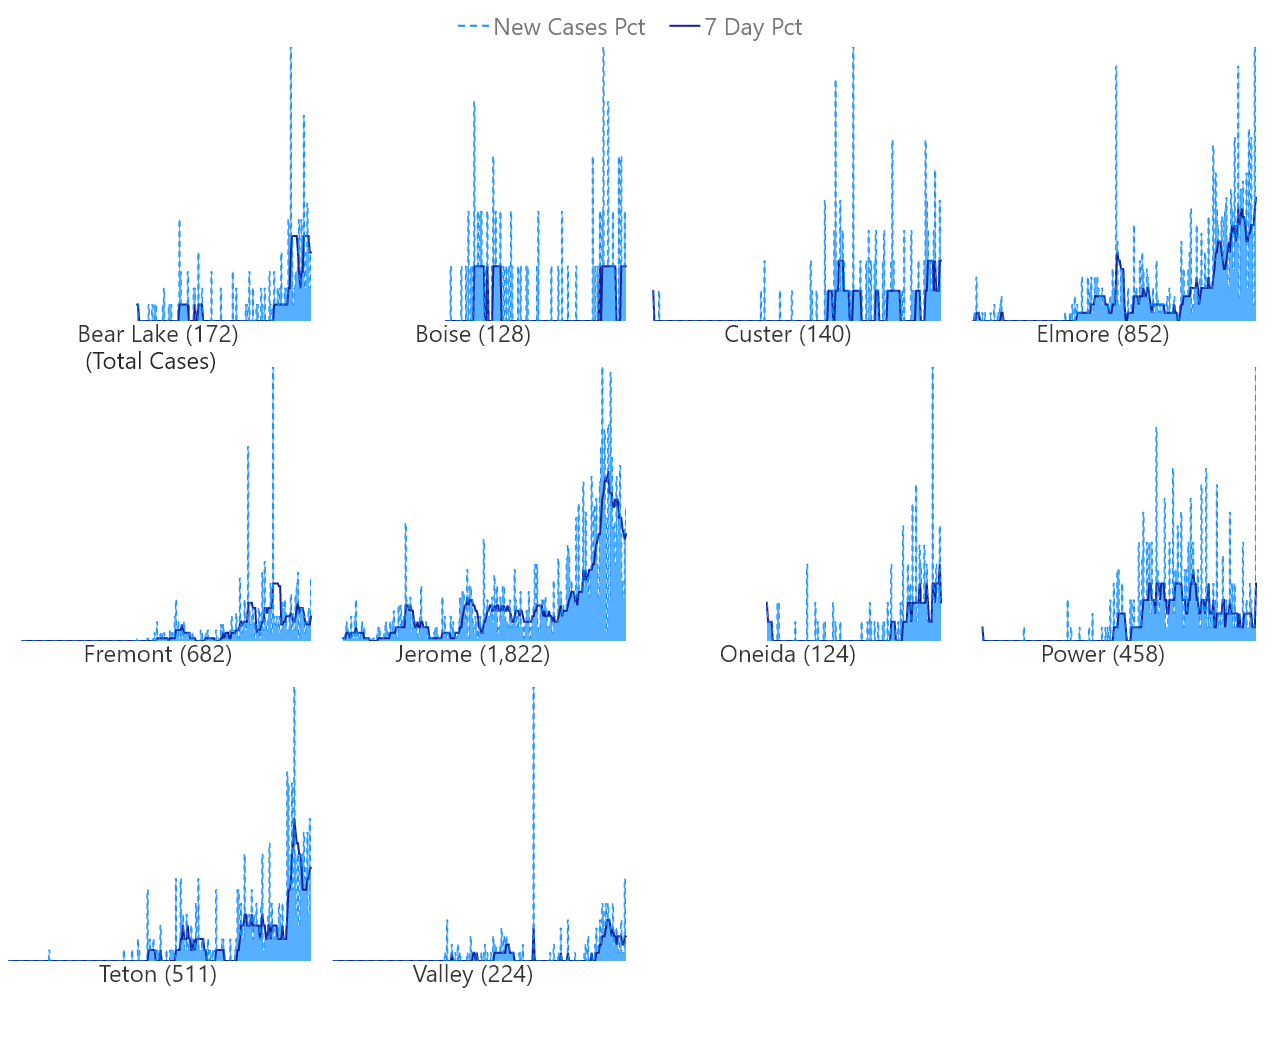 New Cases Pct 7 Day Pct
Bear Lake (172)
(Total Cases)
Boise (128)
Custer (140)
Elmore (852)
Fremont (682)
Jerome (1,822)
Oneida (124)
Power (458)
Teton (511)
Valley (224)